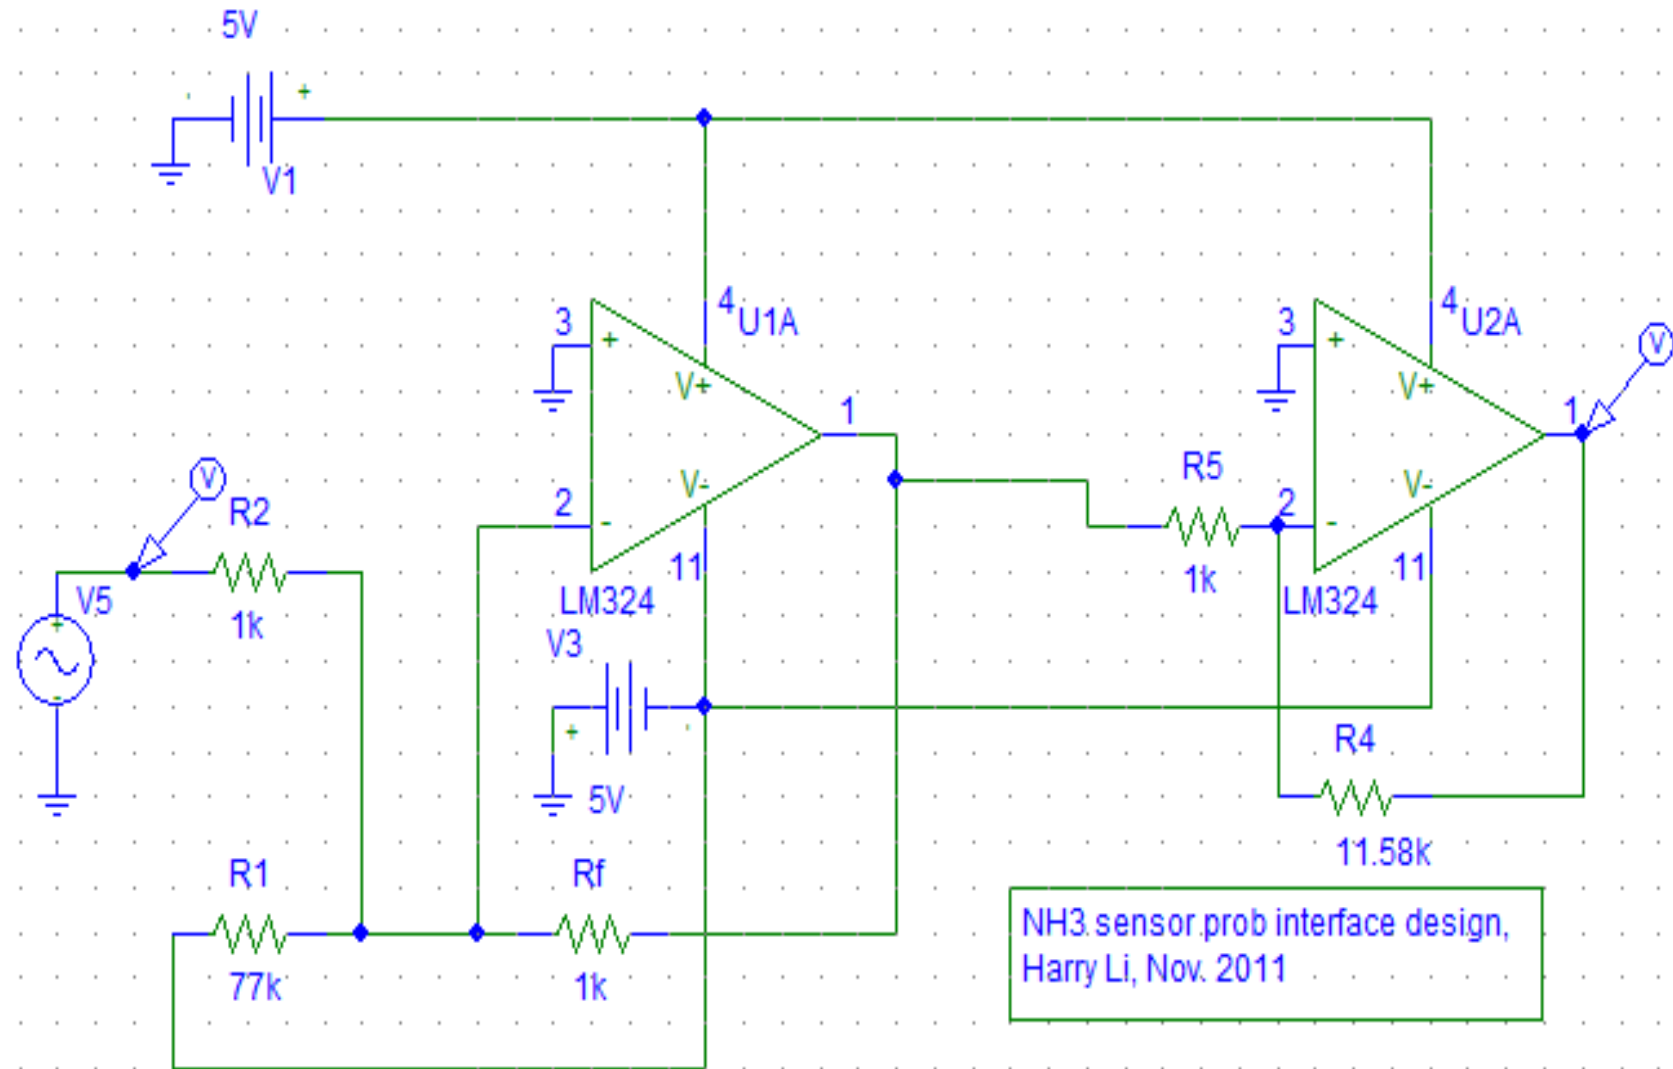 5V
- +
V1
3
+
4
U1A
V+
1
V-
2
-
11
LM324
3
+
4
U2A
V+
1
V
V-
2
-
11
LM324
V
R2
1k
V5
+
-
R5
1k
V3
+
-
5V
R4
11.58k
R1
77k
Rf
1k
NH3 sensor prob interface design,
Harry Li, Nov. 2011